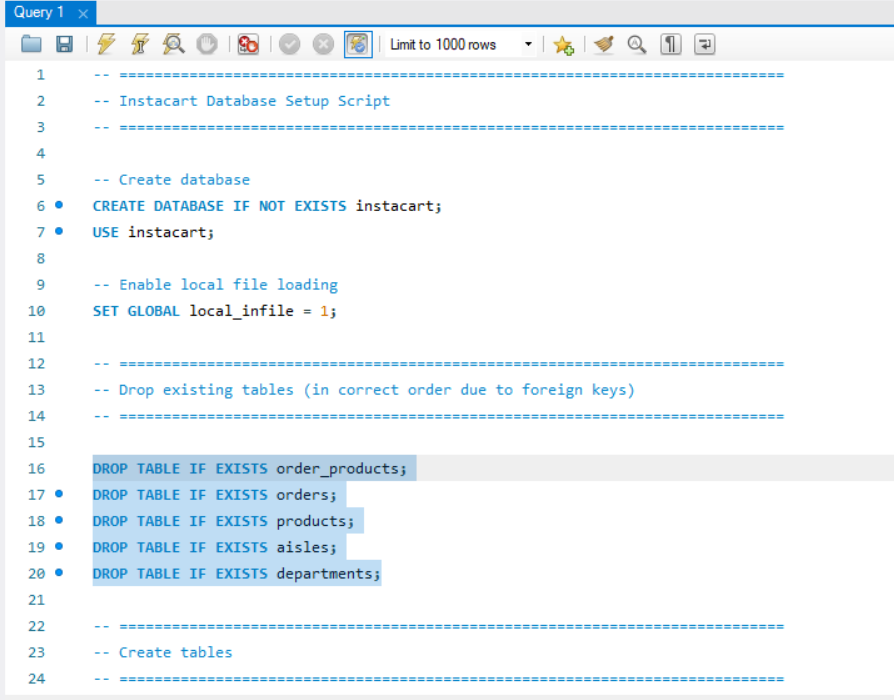 Query 1
Limit to 1000 rows
1 -- ============================================================================
2 -- Instacart Database Setup Script
3 -- ============================================================================
4
5 -- Create database
6 CREATE DATABASE IF NOT EXISTS instacart;
7 USE instacart;
8
9 -- Enable local file loading
10 SET GLOBAL local_infile = 1;
11
12 -- ============================================================================
13 -- Drop existing tables (in correct order due to foreign keys)
14 -- ============================================================================
15
16 DROP TABLE IF EXISTS order_products;
17 DROP TABLE IF EXISTS orders;
18 DROP TABLE IF EXISTS products;
19 DROP TABLE IF EXISTS aisles;
20 DROP TABLE IF EXISTS departments;
21
22 -- ============================================================================
23 -- Create tables
24 -- ============================================================================